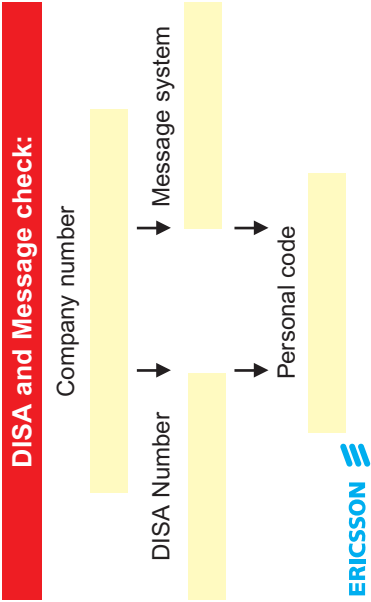 DISA and Message check:
Company number
DISA Number
Message system
Personal code
ERICSSON